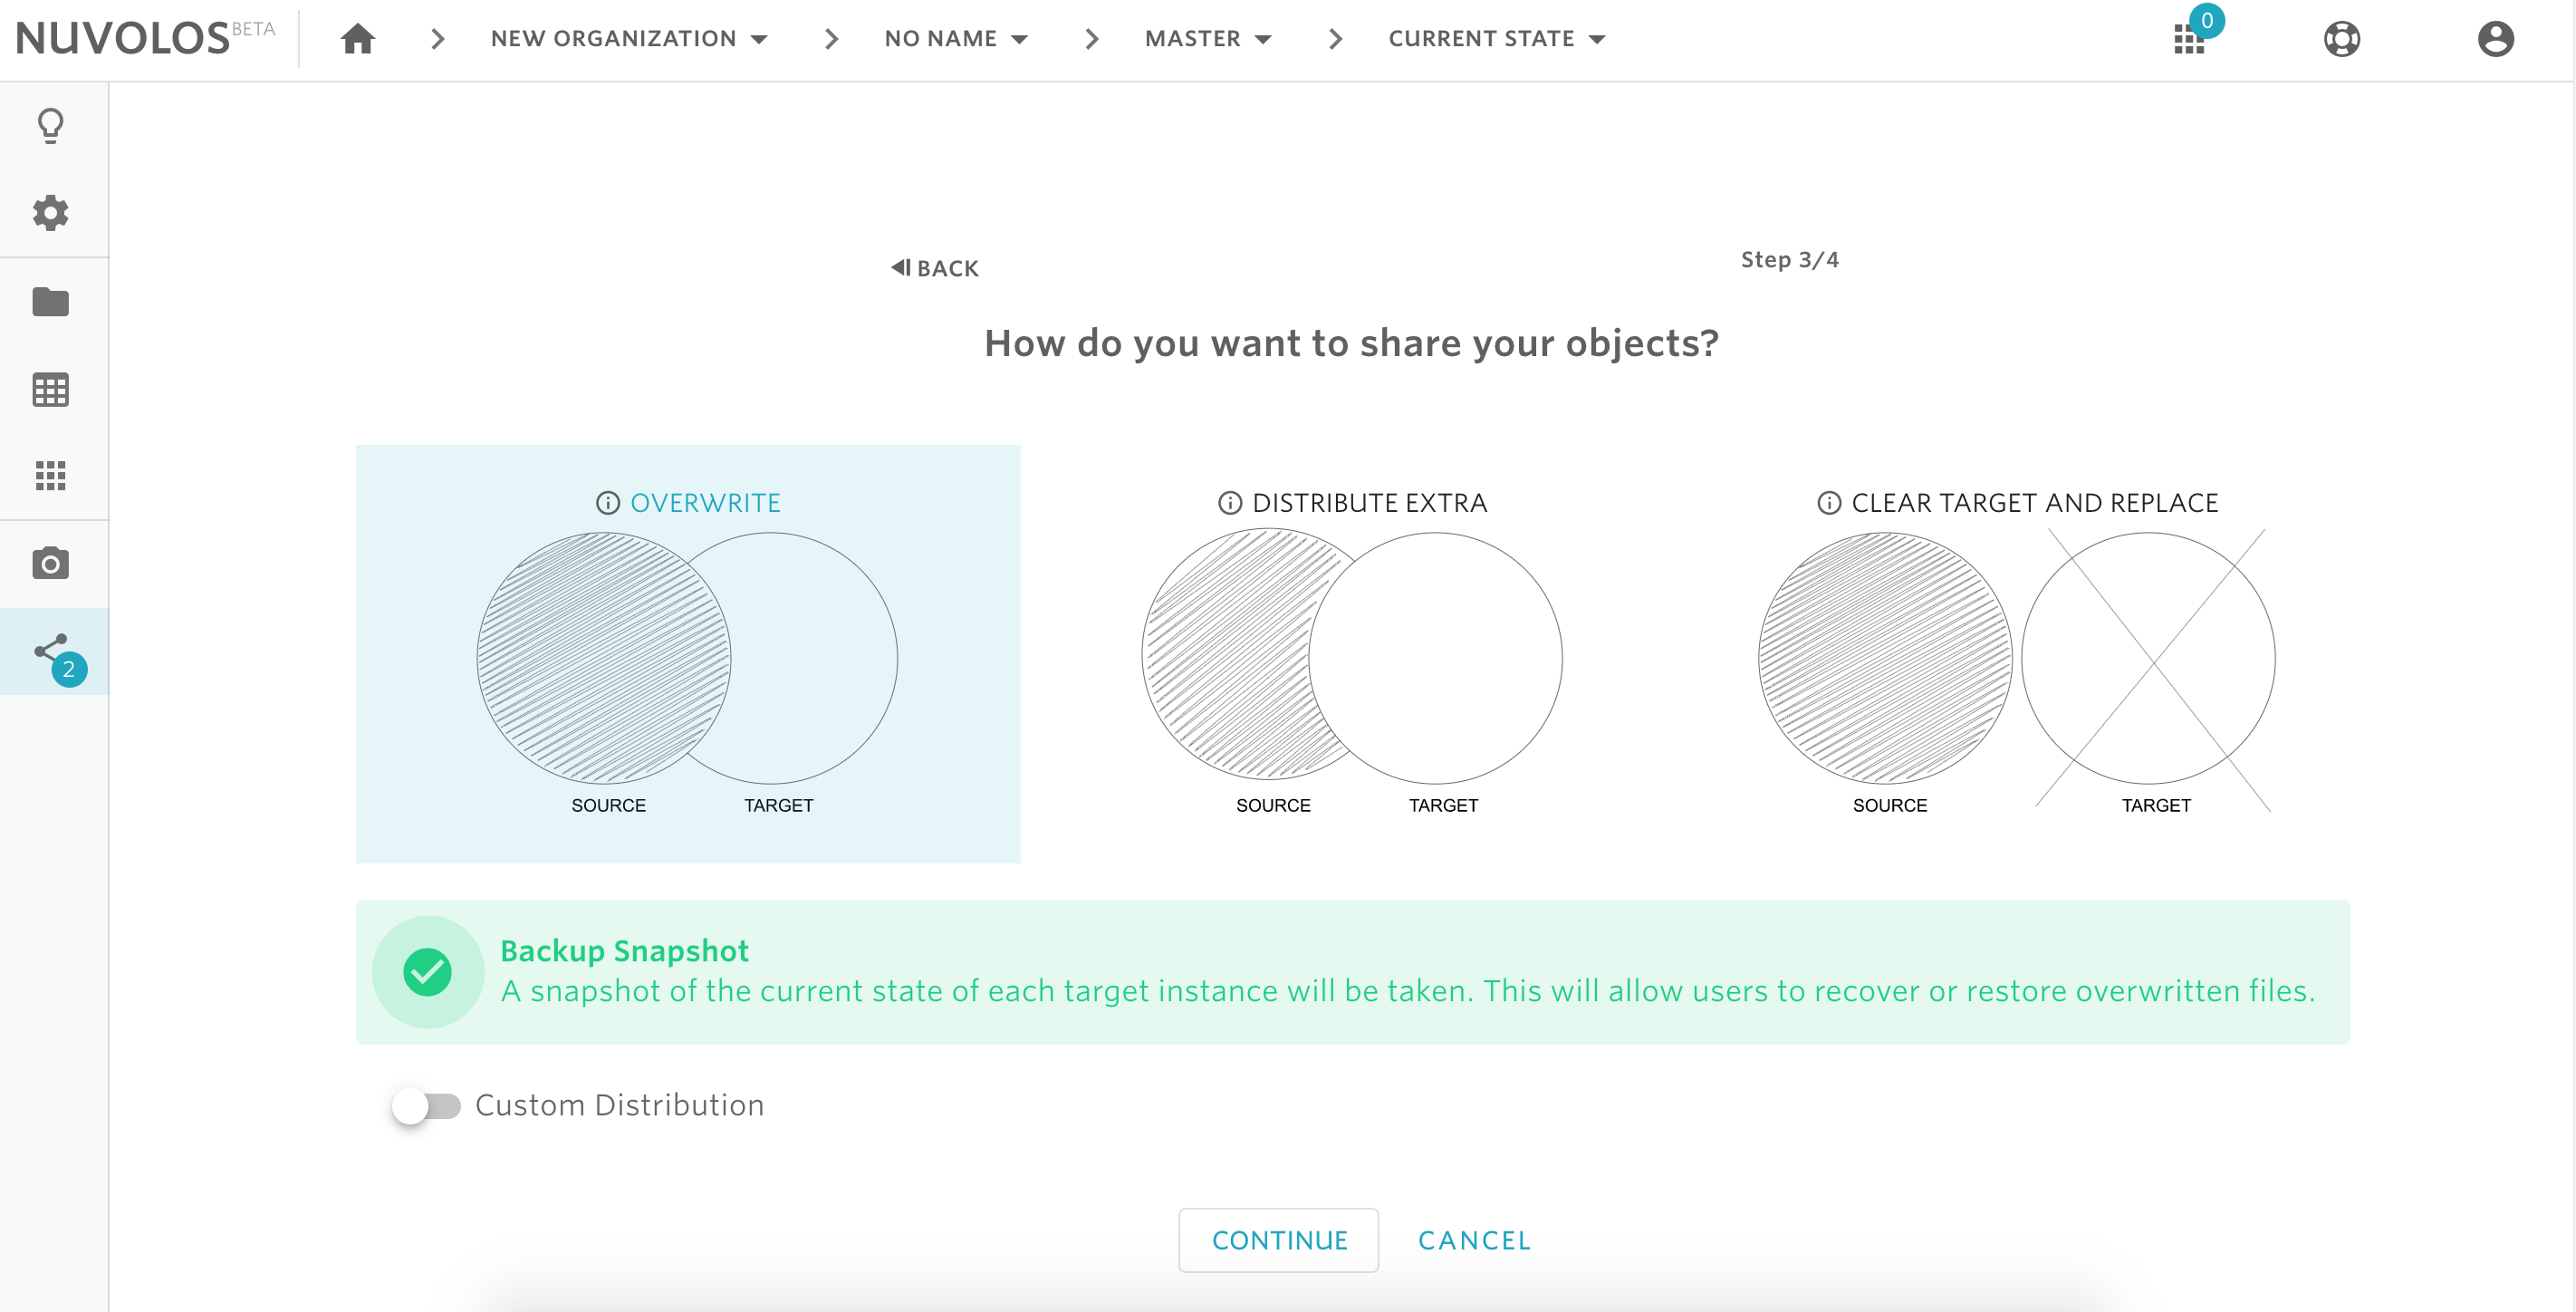 NUVOLOS BETA
NEW ORGANIZATION
NO NAME
MASTER
CURRENT STATE
0
BACK
Step 3/4
How do you want to share your objects?
OVERWRITE
DISTRIBUTE EXTRA
CLEAR TARGET AND REPLACE
SOURCE
TARGET
SOURCE
TARGET
SOURCE
TARGET
2
Backup Snapshot
A snapshot of the current state of each target instance will be taken. This will allow users to recover or restore overwritten files.
Custom Distribution
CONTINUE
CANCEL